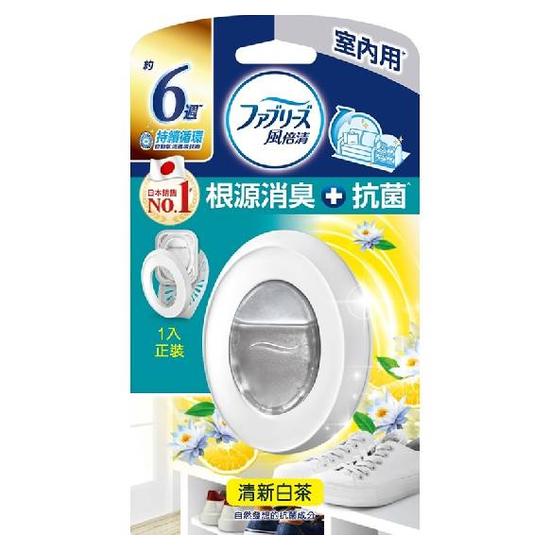 室內用
約
6週
持續循環
ファブリーズ
風倍清
日本銷售
NO.1
根源消臭+抗菌
1入
正裝
清新白茶
自然發想的抗菌成分